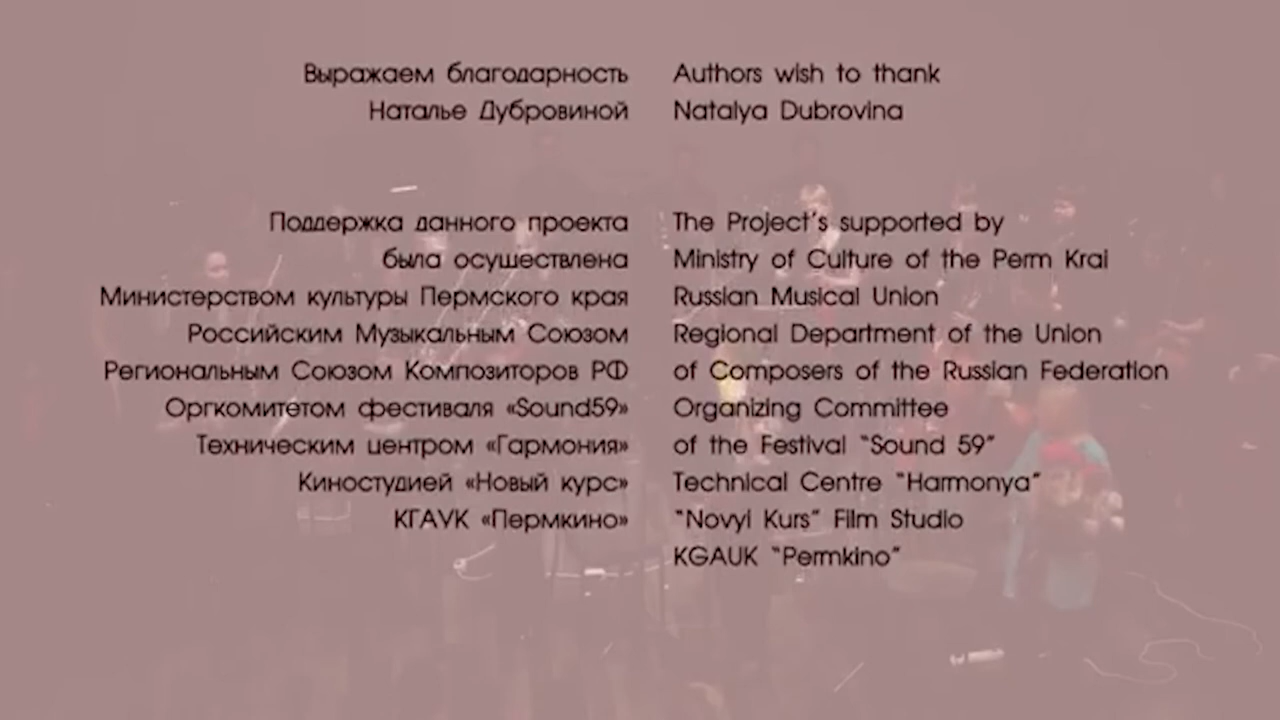 Выражаем благодарность
Наталье Дубровиной
Поддержка данного проекта
была осуществлена
Министерством культуры Пермского края
Российским Музыкальным Союзом
Региональным Союзом Композиторов РФ
Оргкомитетом фестиваля «Sound59»
Техническим центром «Гармония»
Киностудией «Новый курс»
КГАУК «Пермкино»
Authors wish to thank
Natalya Dubrovina
The Project's supported by
Ministry of Culture of the Perm Krai
Russian Musical Union
Regional Department of the Union
of Composers of the Russian Federation
Organizing Committee
of the Festival “Sound 59”
Technical Centre “Harmonya”
“Novyi Kurs” Film Studio
KGAUK “Permkino”